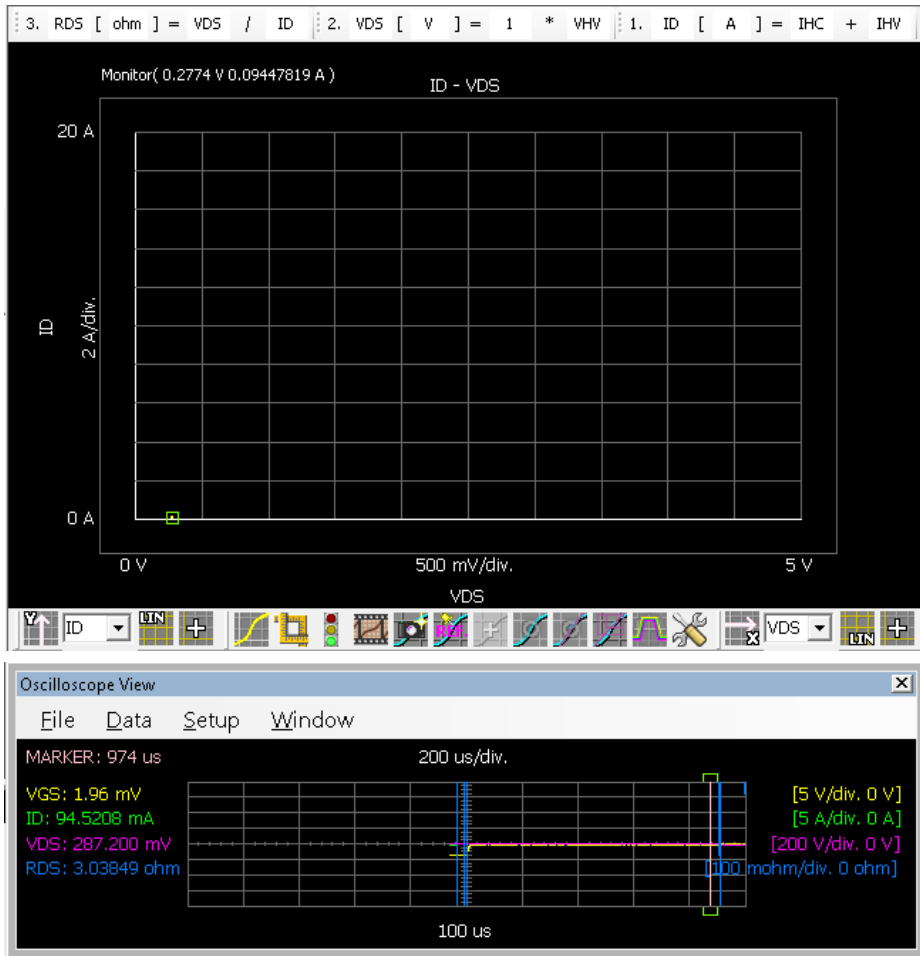 3. RDS [ ohm ] = VDS / ID 2. VDS [ V ] = 1 * VHV 1. ID [ A ] = IHC + IHV
Monitor( 0.2774 V 0.09447819 A )
ID - VDS
20 A
ID
2 A/div.
0 A
0 V 500 mV/div. 5 V
VDS
Y ID LIN REF. X VDS LIN
Oscilloscope View
File Data Setup Window
MARKER: 974 us 200 us/div.
VGS: 1.96 mV [5 V/div. 0 V]
ID: 94.5208 mA [5 A/div. 0 A]
VDS: 287.200 mV [200 V/div. 0 V]
RDS: 3.03849 ohm [100 mohm/div. 0 ohm]
100 us